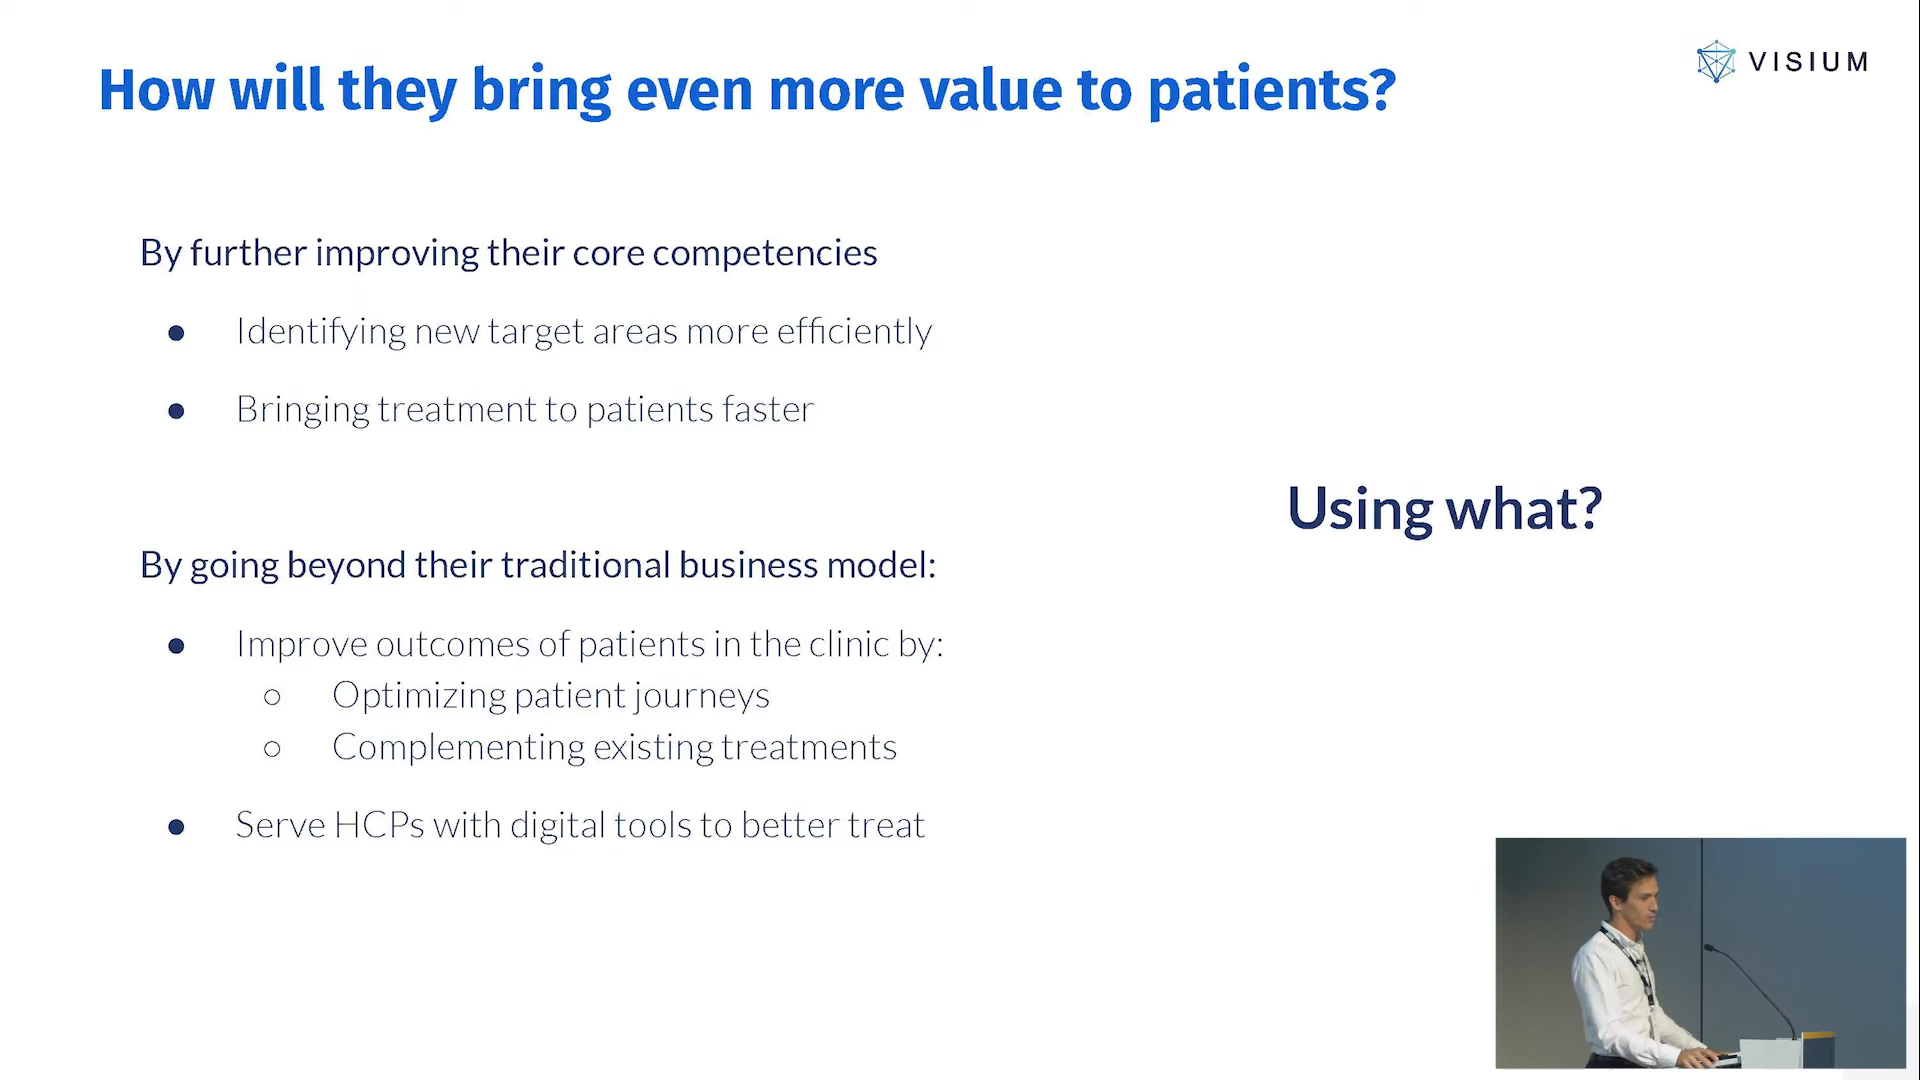 How will they bring even more value to patients?
VISIUM
By further improving their core competencies
● Identifying new target areas more efficiently
● Bringing treatment to patients faster
Using what?
By going beyond their traditional business model:
● Improve outcomes of patients in the clinic by:
○ Optimizing patient journeys
○ Complementing existing treatments
● Serve HCPs with digital tools to better treat